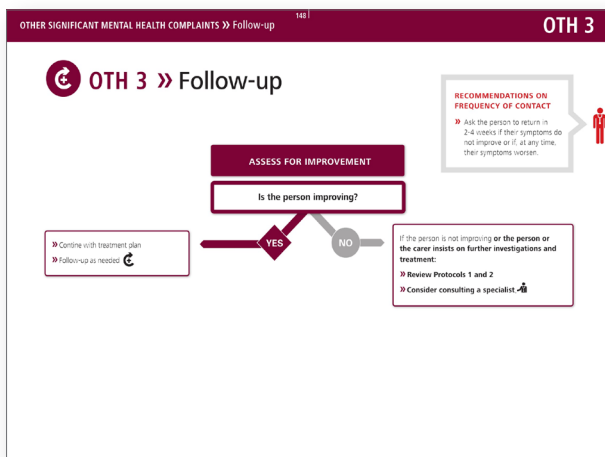 148
OTHER SIGNIFICANT MENTAL HEALTH COMPLAINTS » Follow-up
OTH 3
OTH 3 » Follow-up
RECOMMENDATIONS ON
FREQUENCY OF CONTACT
» Ask the person to return in
2-4 weeks if their symptoms do
not improve or if, at any time,
their symptoms worsen.
ASSESS FOR IMPROVEMENT
Is the person improving?
YES
NO
» Contine with treatment plan
» Follow-up as needed
If the person is not improving or the person or
the carer insists on further investigations and
treatment:
» Review Protocols 1 and 2
» Consider consulting a specialist.